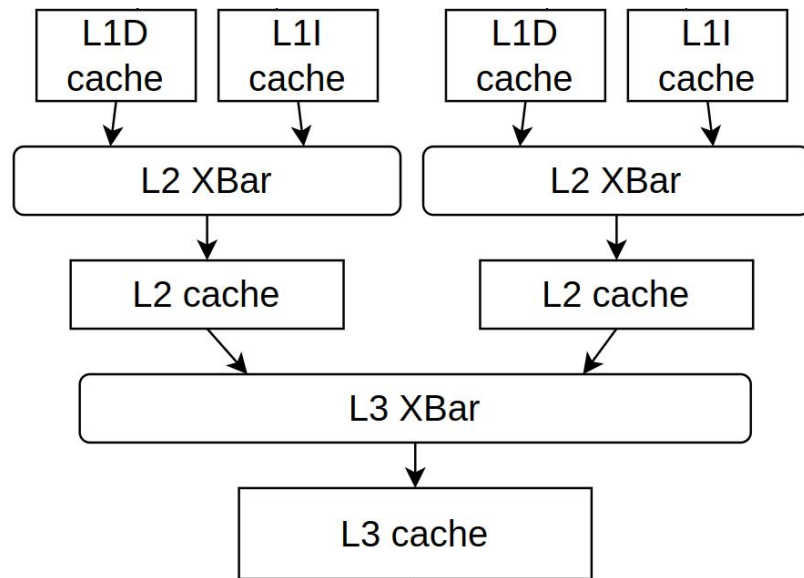 L1D
cache
L1I
cache
L1D
cache
L1I
cache
L2 XBar
L2 XBar
L2 cache
L2 cache
L3 XBar
L3 cache